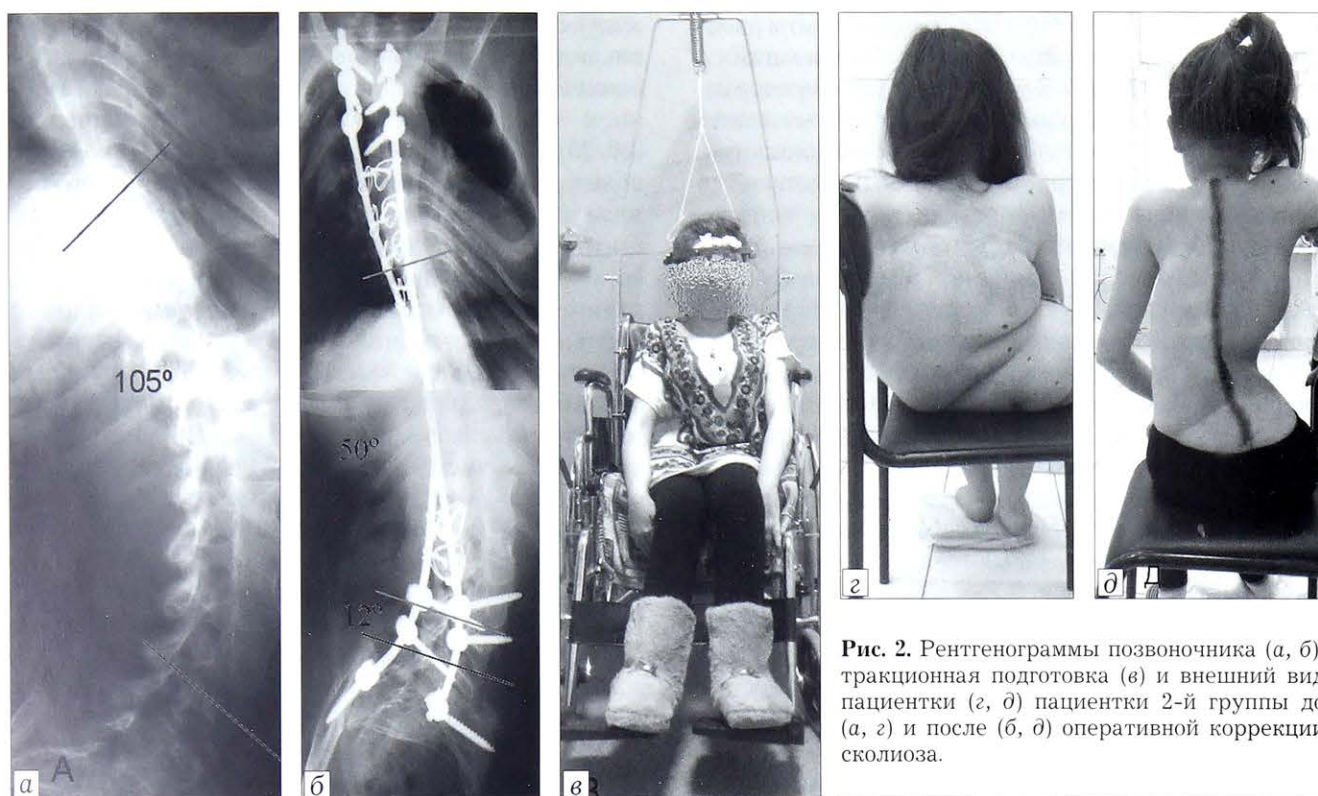 105°
A
а
50°
12°
б
в
г
Д
д
Рис. 2. Рентгенограммы позвоночника (а, б)
тракционная подготовка (в) и внешний вид
пациентки (г, д) пациентки 2-й группы до
(а, г) и после (б, д) оперативной коррекции
сколиоза.